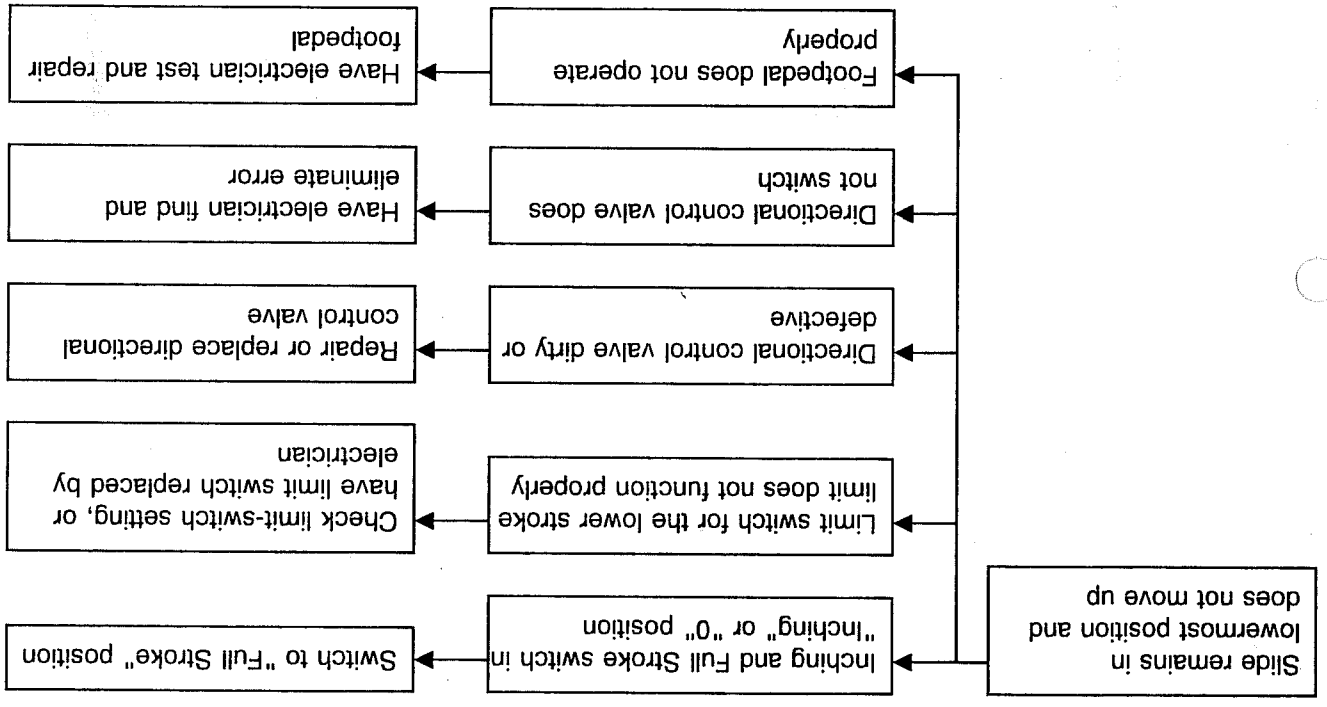 Slide remains in
lowermost position and
does not move up
Inching and Full Stroke switch in
"Inching" or "0" position
Switch to "Full Stroke" position
Limit switch for the lower stroke
limit does not function properly
Check limit-switch setting, or
have limit switch replaced by
electrician
Directional control valve dirty or
defective
Repair or replace directional
control valve
Directional control valve does
not switch
Have electrician find and
eliminate error
Footpedal does not operate
properly
Have electrician test and repair
footpedal